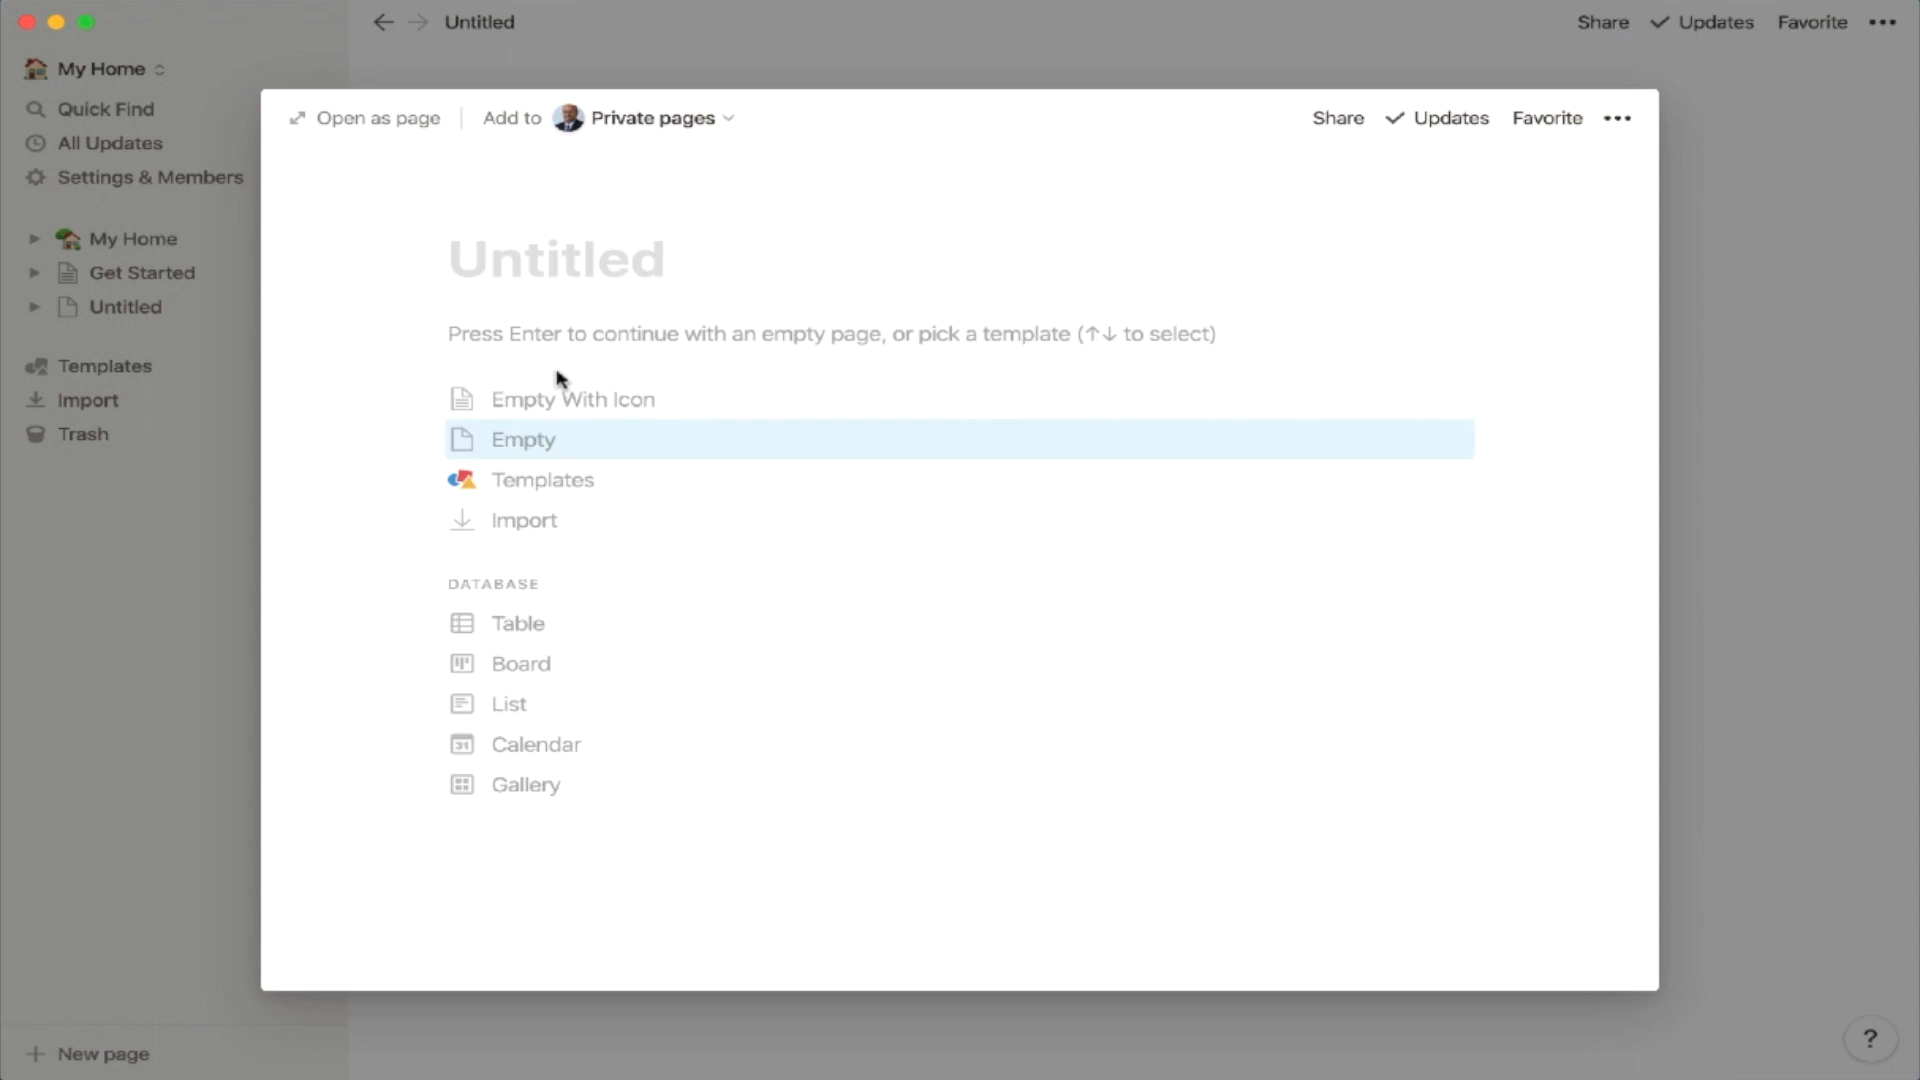 Untitled
Share
Updates
Favorite
My Home
Quick Find
All Updates
Settings & Members
My Home
Get Started
Untitled
Templates
Import
Trash
New page
Open as page
Add to
Private pages
Share
Updates
Favorite
Untitled
Press Enter to continue with an empty page, or pick a template (↑↓ to select)
Empty With Icon
Empty
Templates
Import
DATABASE
Table
Board
List
31 Calendar
Gallery
?